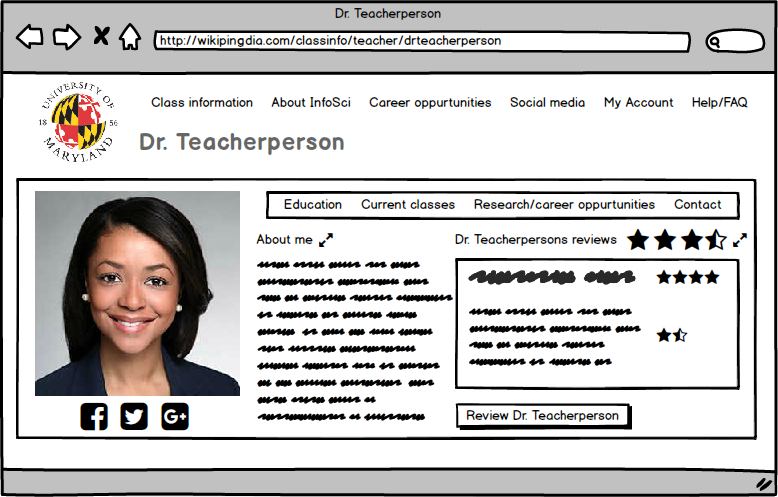 Dr. Teacherperson
http://wikipingdia.com/classinfo/teacher/drteacherperson
UNIVERSITY OF
18 56
MARYLAND
Class information About InfoSci Career oppurtunities Social media My Account Help/FAQ
Dr. Teacherperson
Education Current classes Research/career oppurtunities Contact
About me Dr. Teacherpersons reviews
Review Dr. Teacherperson
f G+